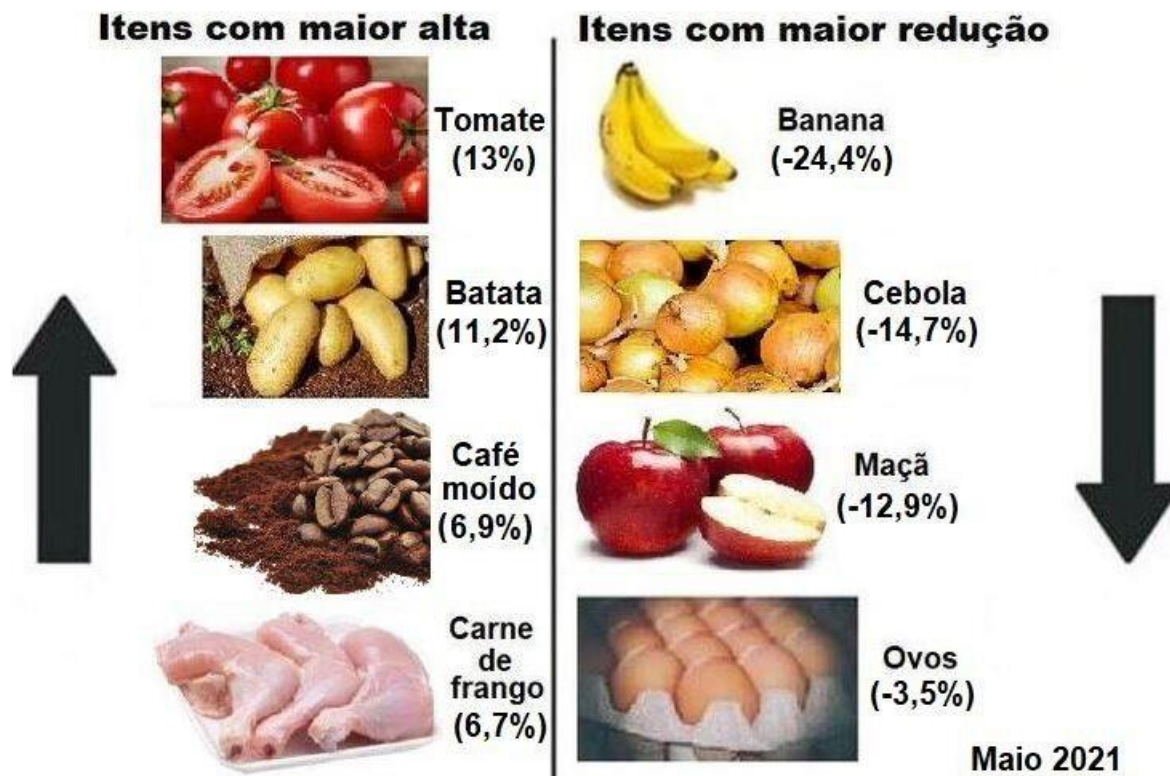 Itens com maior alta
Tomate
(13%)
Batata
(11,2%)
Café
moído
(6,9%)
Carne
de
frango
(6,7%)
Itens com maior redução
Banana
(-24,4%)
Cebola
(-14,7%)
Maçã
(-12,9%)
Ovos
(-3,5%)
Maio 2021